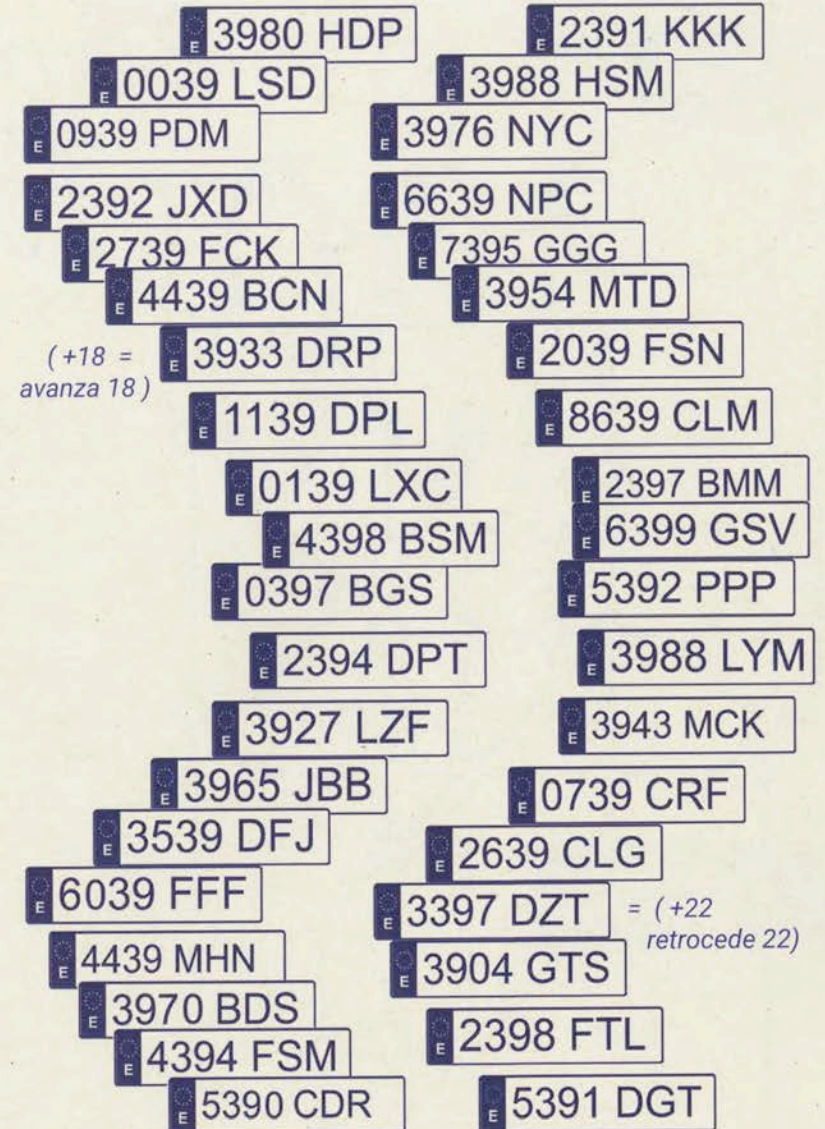 E 3980 HDP
E 0039 LSD
E 0939 PDM
E 2392 JXD
E 2739 FCK
E 4439 BCN
(+18 =
avanza 18)
E 3933 DRP
E 1139 DPL
E 0139 LXC
E 4398 BSM
E 0397 BGS
E 2394 DPT
E 3927 LZF
E 3965 JBB
E 3539 DFJ
E 6039 FFF
E 4439 MHN
E 3970 BDS
E 4394 FSM
E 5390 CDR
E 2391 KKK
E 3988 HSM
E 3976 NYC
E 6639 NPC
E 7395 GGG
E 3954 MTD
E 2039 FSN
E 8639 CLM
E 2397 BMM
E 6399 GSV
E 5392 PPP
E 3988 LYM
E 3943 MCK
E 0739 CRF
E 2639 CLG
E 3397 DZT
= (+22
retrocede 22)
E 3904 GTS
E 2398 FTL
E 5391 DGT